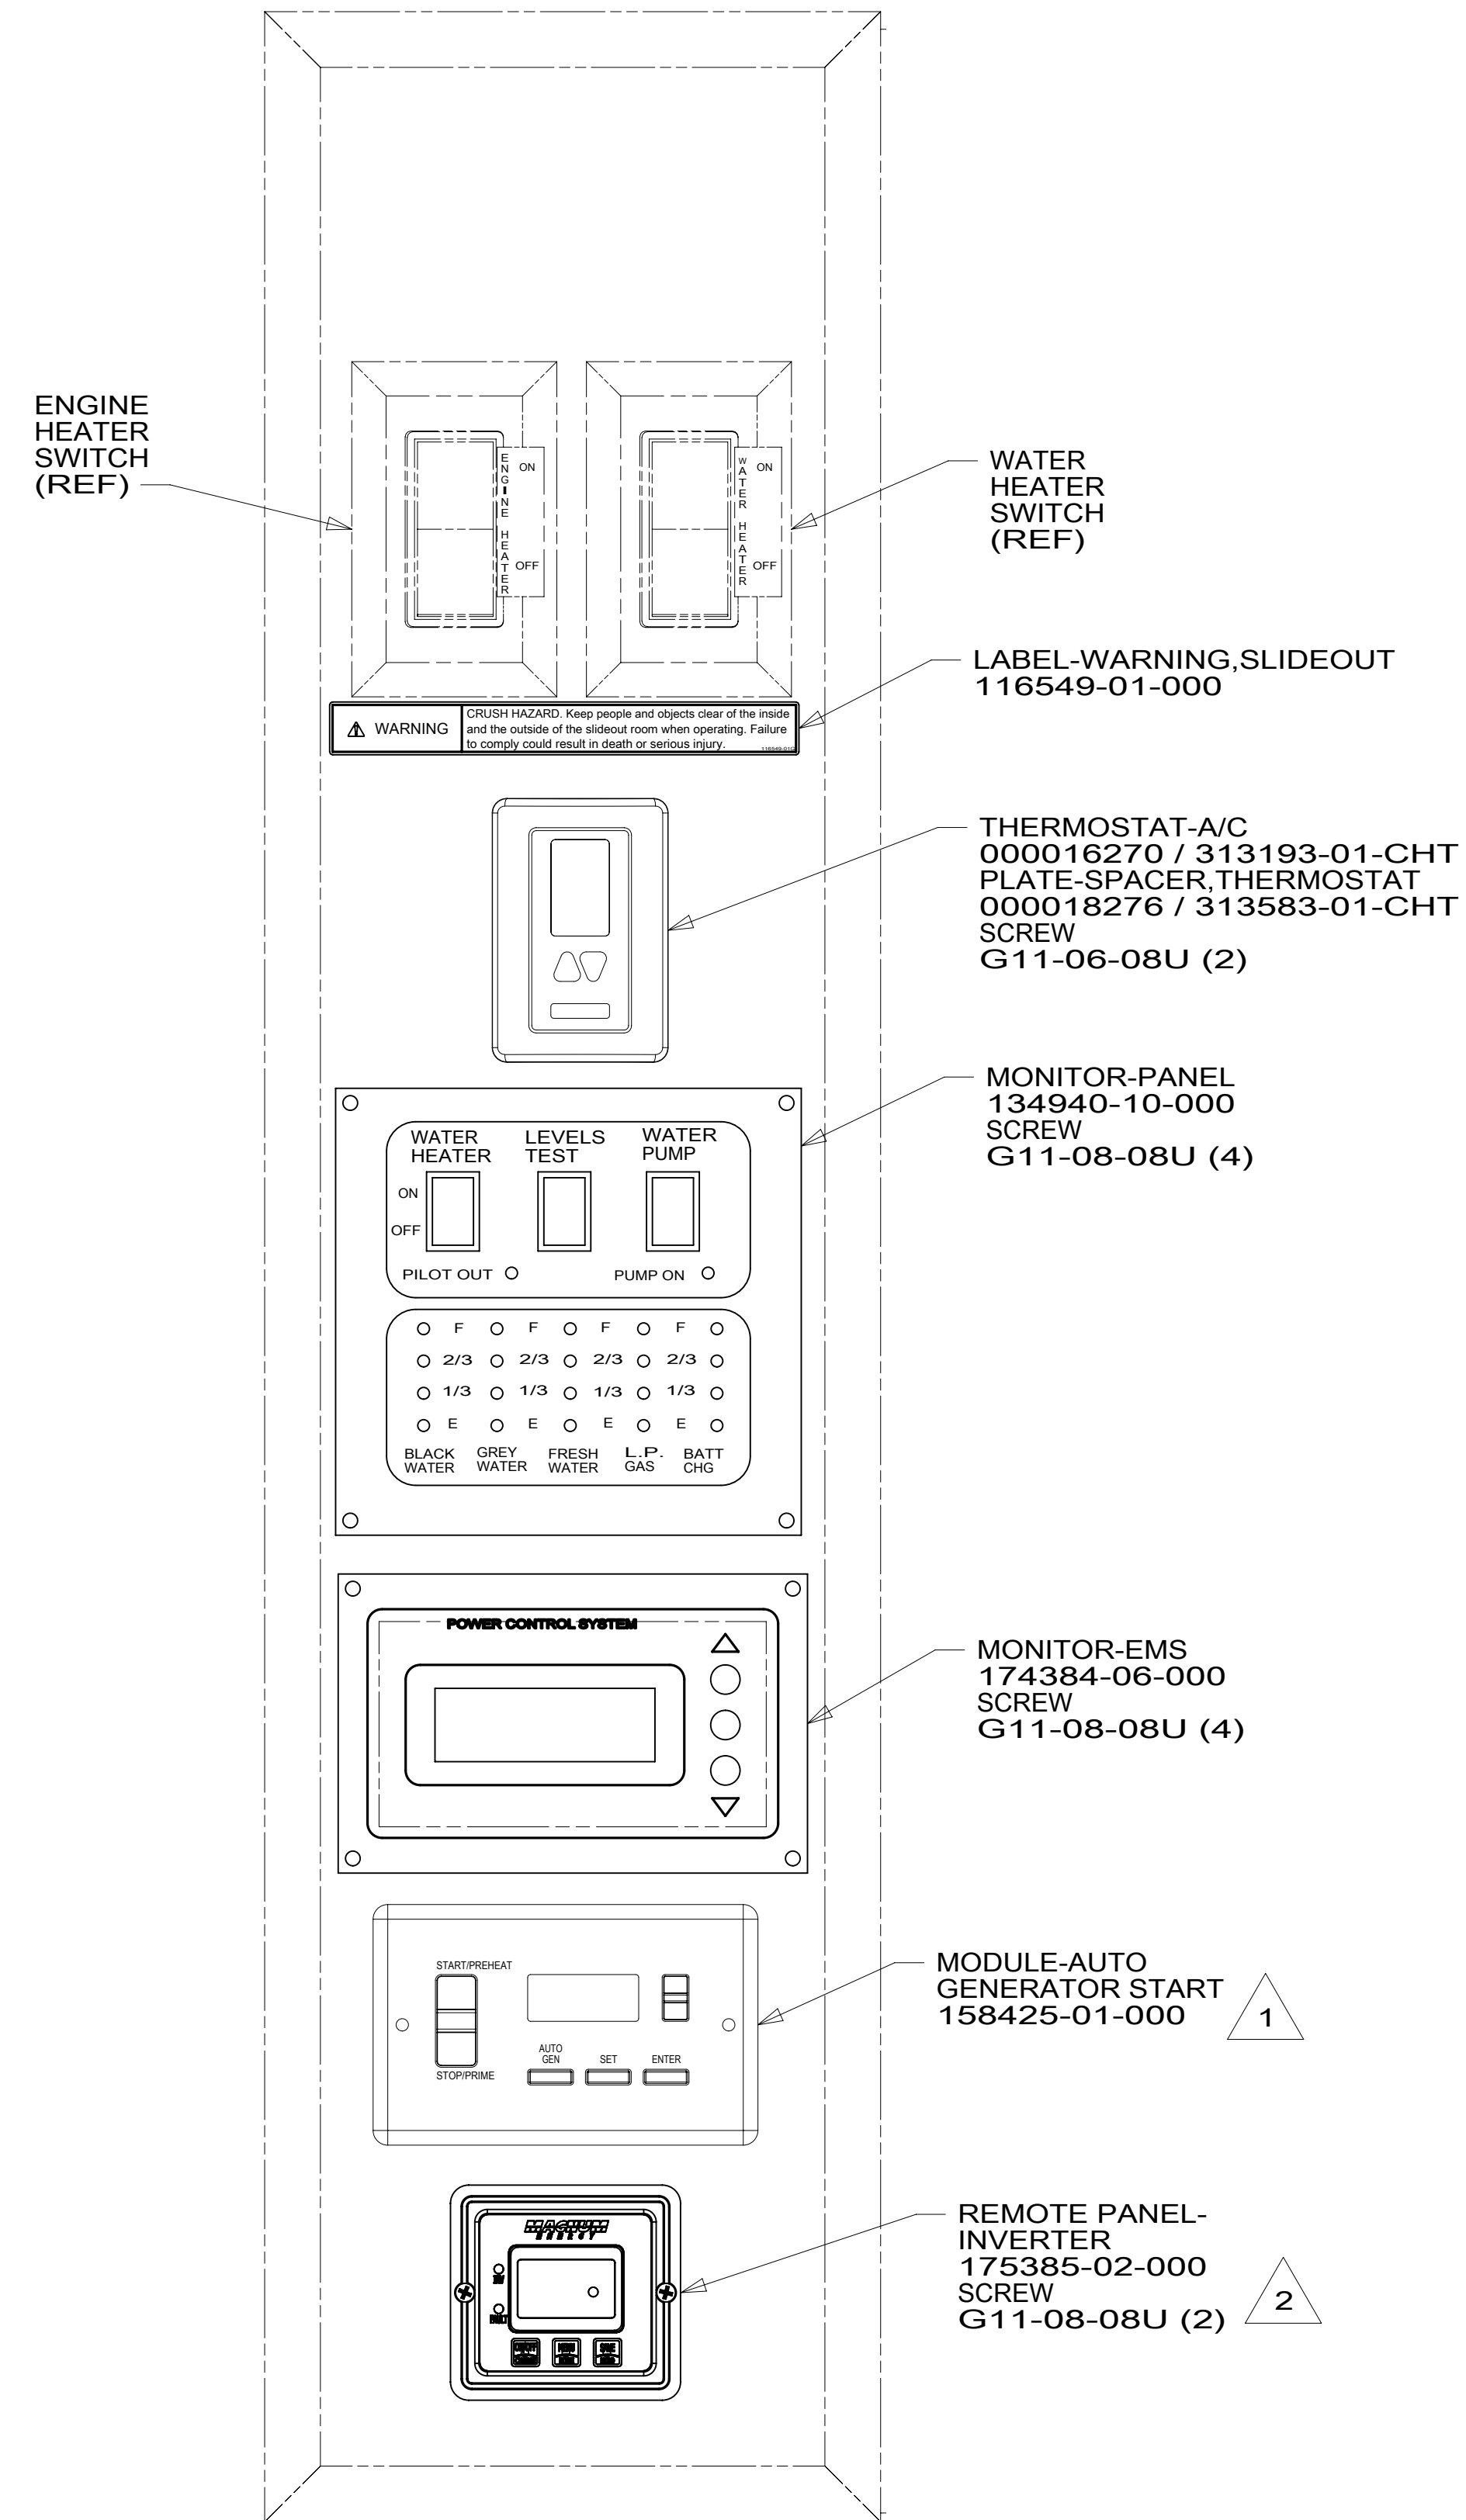 ENGINE
HEATER
SWITCH
(REF)
ENGINE HEATER
ON
OFF
WATER HEATER
ON
OFF
WATER
HEATER
SWITCH
(REF)
LABEL-WARNING,SLIDEOUT
116549-01-000
WARNING
CRUSH HAZARD. Keep people and objects clear of the inside
and the outside of the slideout room when operating. Failure
to comply could result in death or serious injury.
THERMOSTAT-A/C
000016270 / 313193-01-CHT
PLATE-SPACER,THERMOSTAT
000018276 / 313583-01-CHT
SCREW
G11-06-08U (2)
MONITOR-PANEL
134940-10-000
SCREW
G11-08-08U (4)
WATER HEATER
LEVELS TEST
WATER PUMP
ON
OFF
PILOT OUT
PUMP ON
F F F F
2/3 2/3 2/3 2/3
1/3 1/3 1/3 1/3
E E E E
BLACK WATER
GREY WATER
FRESH WATER
L.P. GAS
BATT CHG
POWER CONTROL SYSTEM
MONITOR-EMS
174384-06-000
SCREW
G11-08-08U (4)
START/PREHEAT
STOP/PRIME
AUTO GEN
SET
ENTER
MODULE-AUTO
GENERATOR START
158425-01-000
1
MAGNUM
ENERGY
FAULT
REMOTE PANEL-
INVERTER
175385-02-000
SCREW
G11-08-08U (2)
2